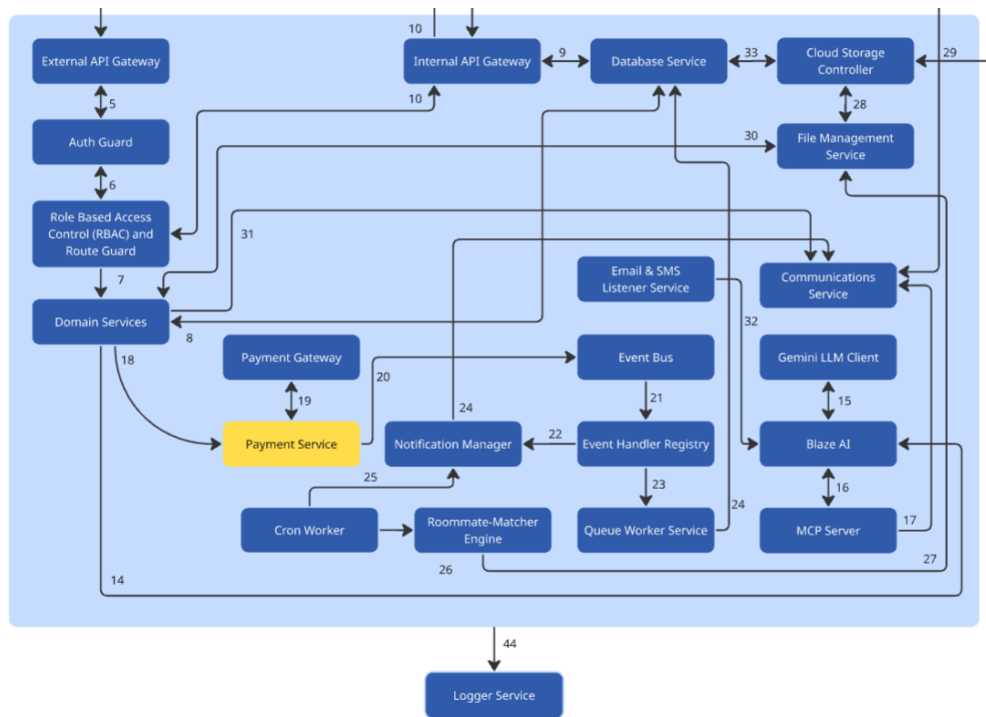 10
External API Gateway
Internal API Gateway
9
Database Service
33
Cloud Storage
Controller
29
5
10
28
Auth Guard
30
File Management
Service
6
Role Based Access
Control (RBAC) and
Route Guard
31
7
Email & SMS
Listener Service
Communications
Service
Domain Services
8
32
18
Payment Gateway
20
Event Bus
Gemini LLM Client
19
24
21
15
Payment Service
Notification Manager
22
Event Handler Registry
Blaze AI
25
23
16
24
17
Cron Worker
Roommate-Matcher
Engine
Queue Worker Service
MCP Server
26
27
14
44
Logger Service